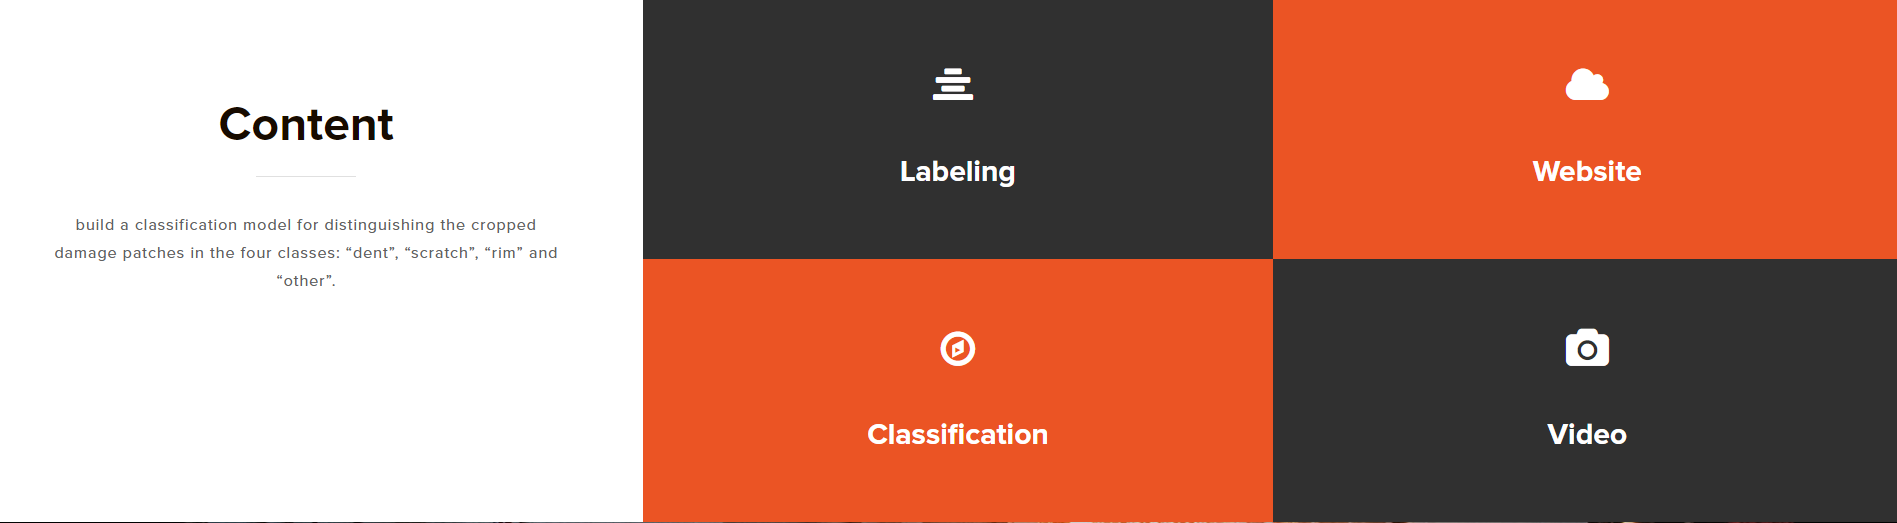 Content
build a classification model for distinguishing the cropped
damage patches in the four classes: “dent”, “scratch”, “rim” and
“other”.
Labeling
Website
Classification
Video